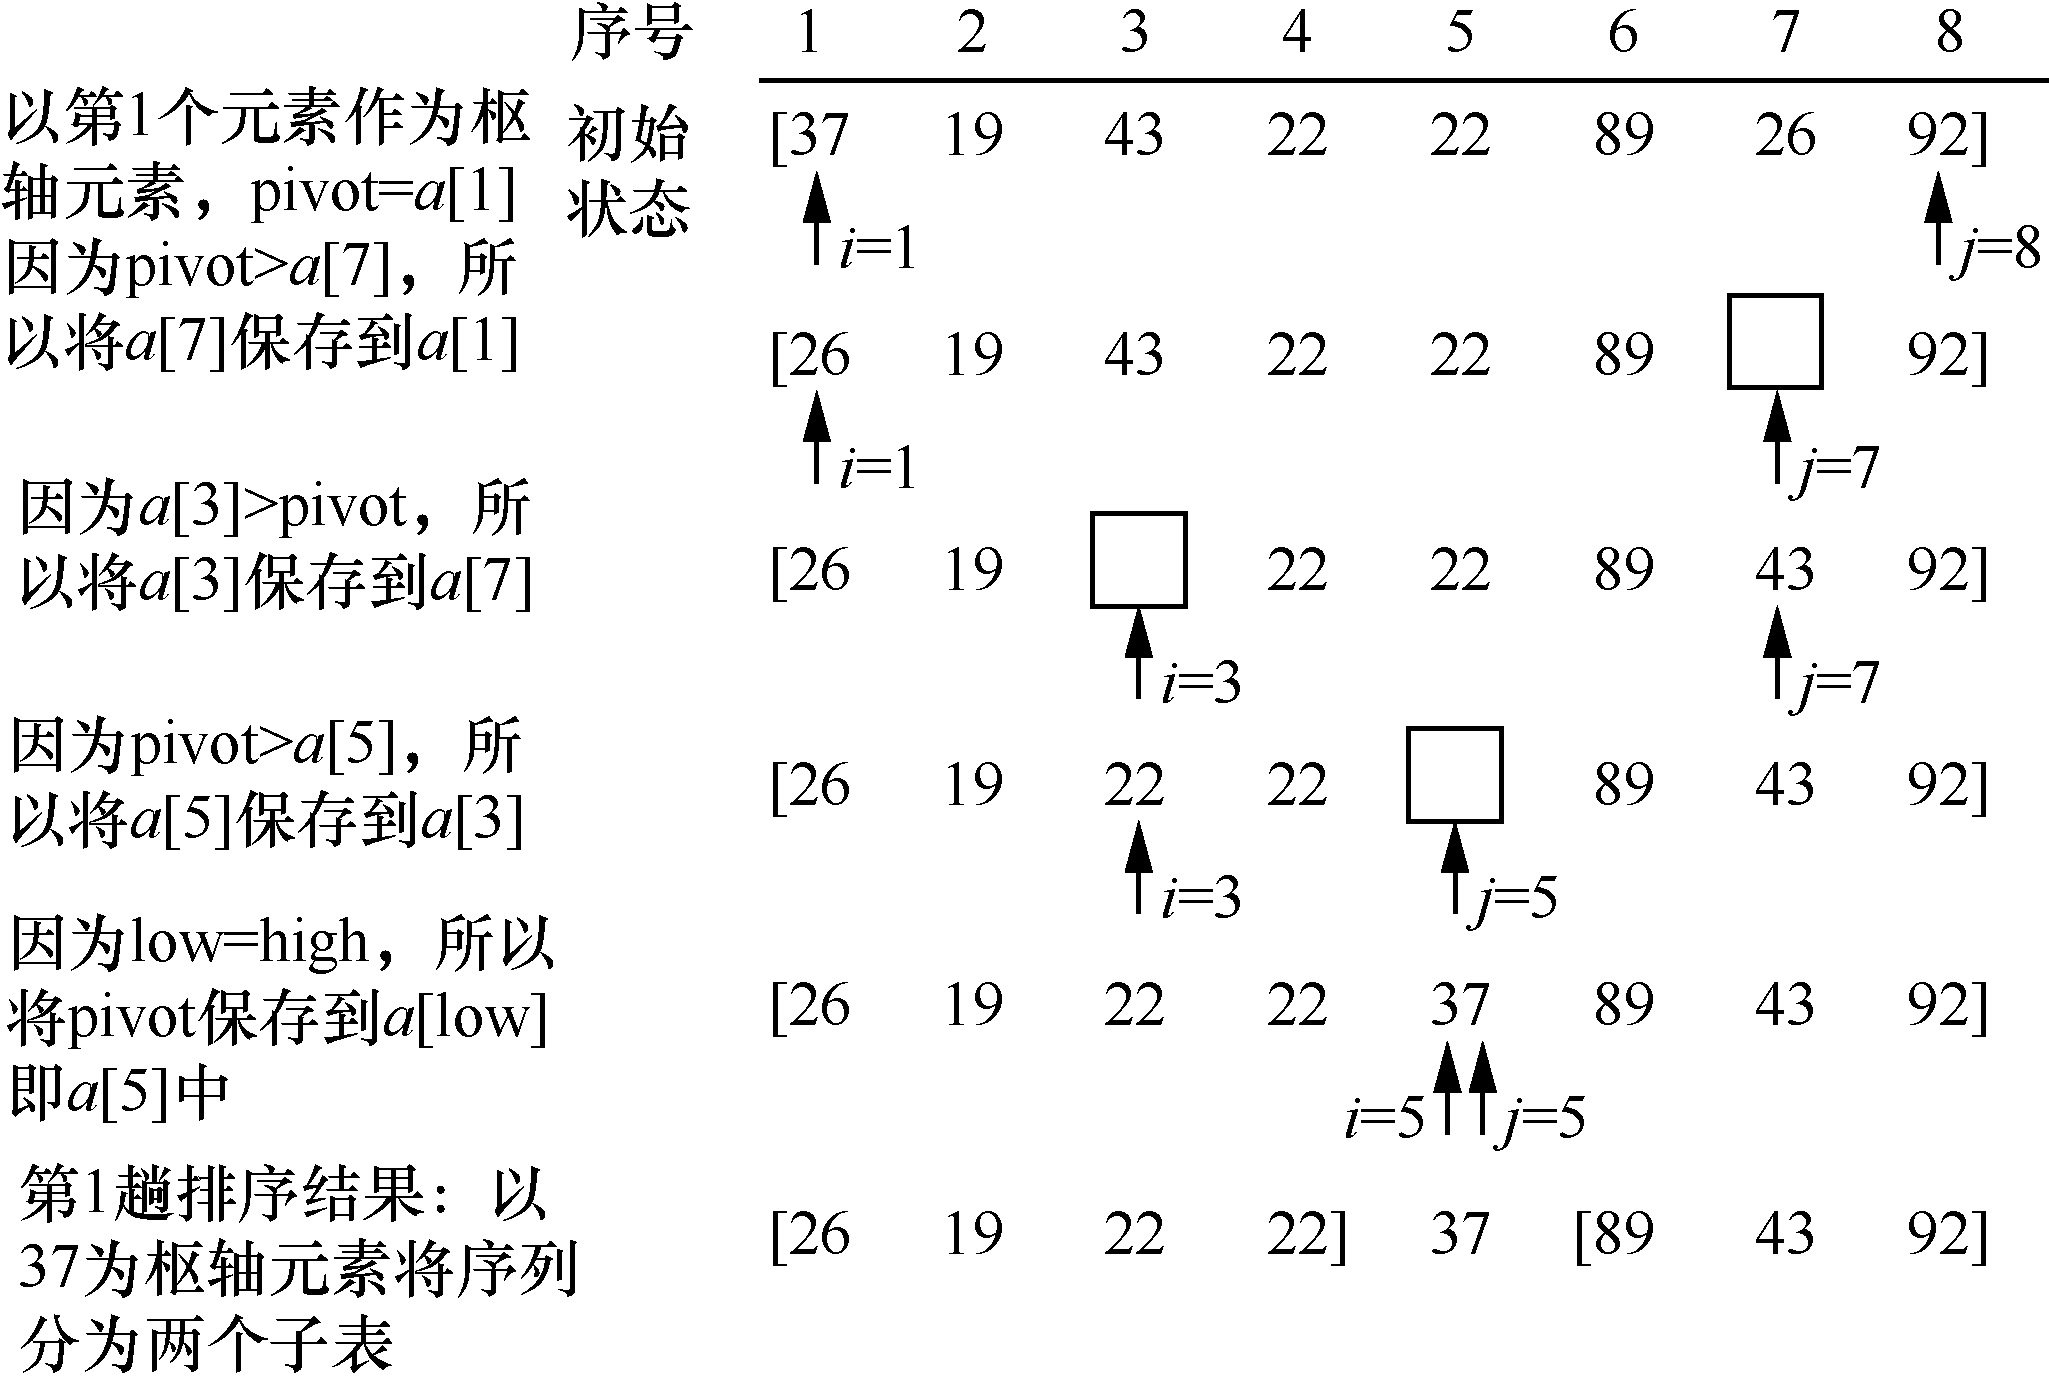 序号 1 2 3 4 5 6 7 8
以第1个元素作为枢
轴元素，pivot=a[1]
初始
状态
[37 19 43 22 22 89 26 92]
i=1 j=8
因为pivot>a[7]，所
以将a[7]保存到a[1]
[26 19 43 22 22 89 92]
i=1 j=7
因为a[3]>pivot，所
以将a[3]保存到a[7]
[26 19 22 22 89 43 92]
i=3 j=7
因为pivot>a[5]，所
以将a[5]保存到a[3]
[26 19 22 22 89 43 92]
i=3 j=5
因为low=high，所以
将pivot保存到a[low]
即a[5]中
[26 19 22 22 37 89 43 92]
i=5 j=5
第1趟排序结果：以
37为枢轴元素将序列
分为两个子表
[26 19 22 22] 37 [89 43 92]